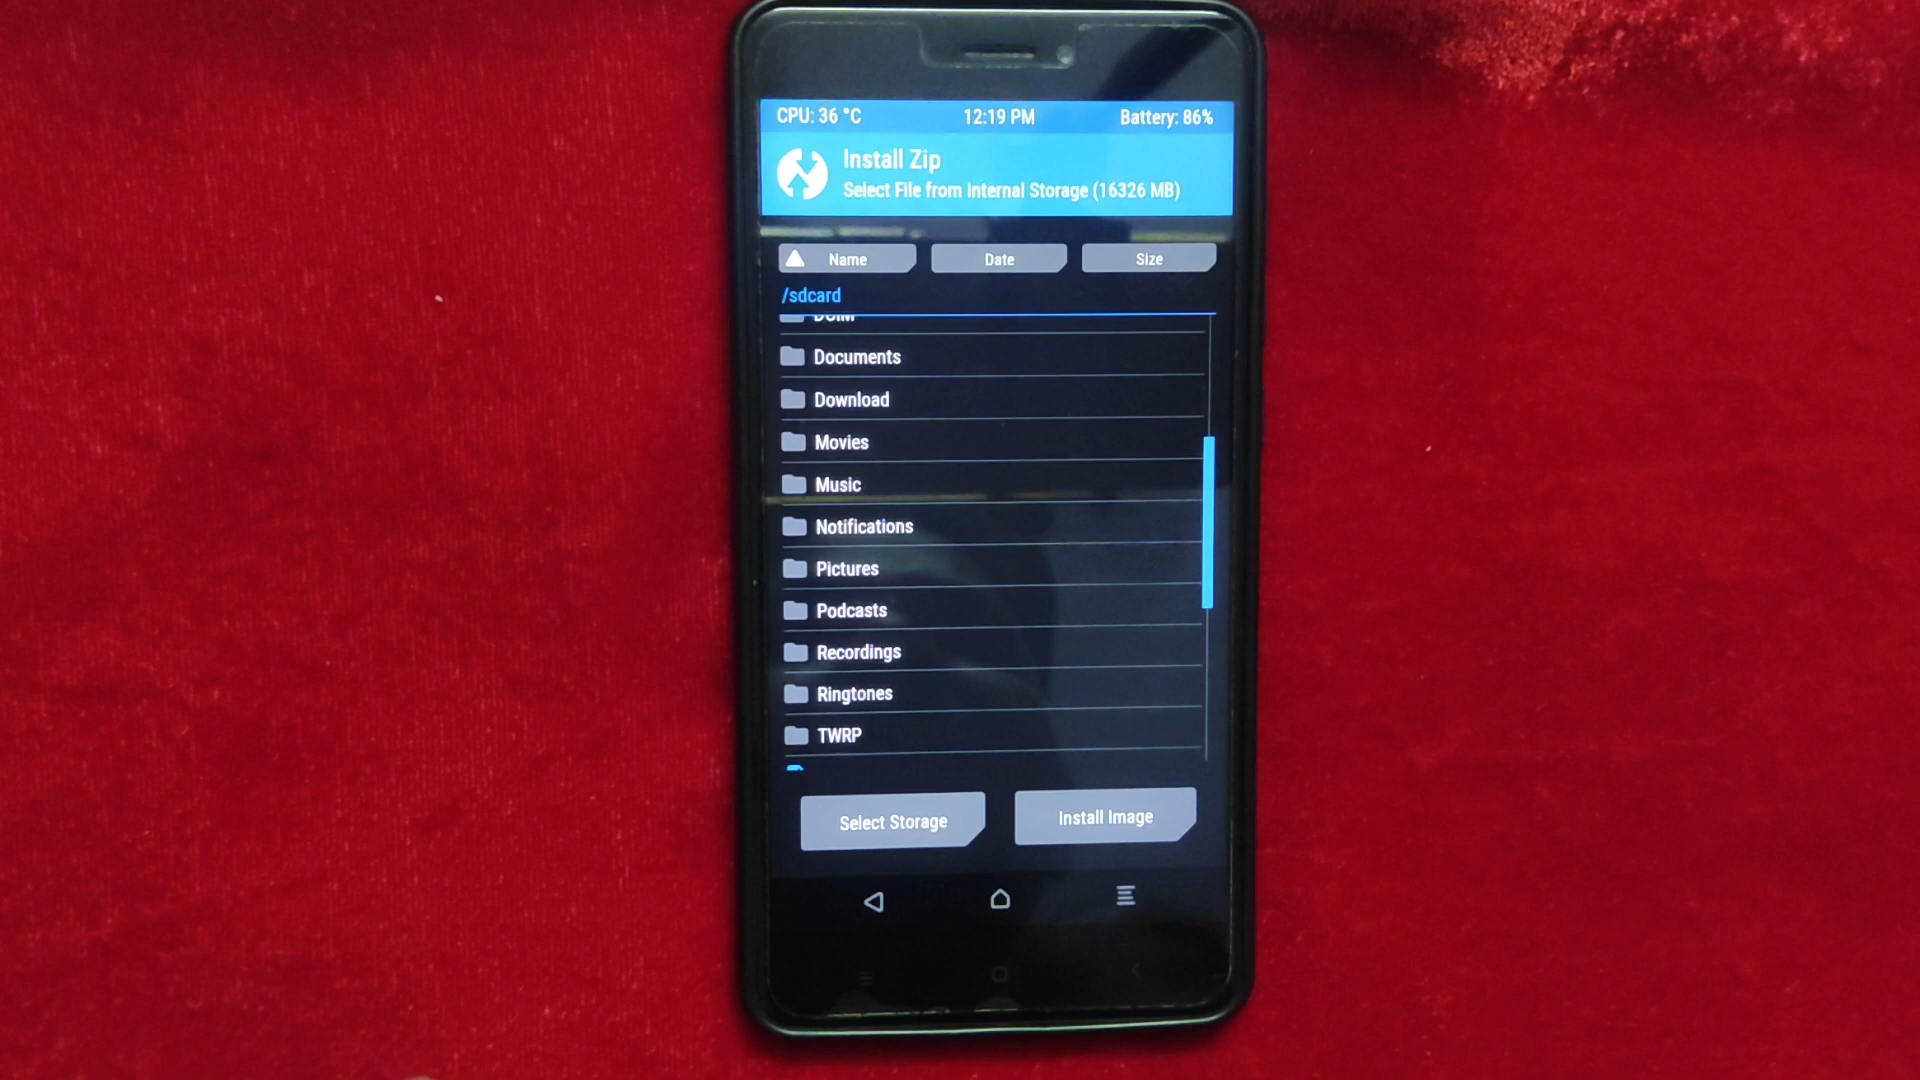 CPU: 36 °C 12:19 PM Battery: 86%
Install Zip
Select File from Internal Storage (16326 MB)
Name Date Size
/sdcard
DCIM
Documents
Download
Movies
Music
Notifications
Pictures
Podcasts
Recordings
Ringtones
TWRP
Select Storage Install Image